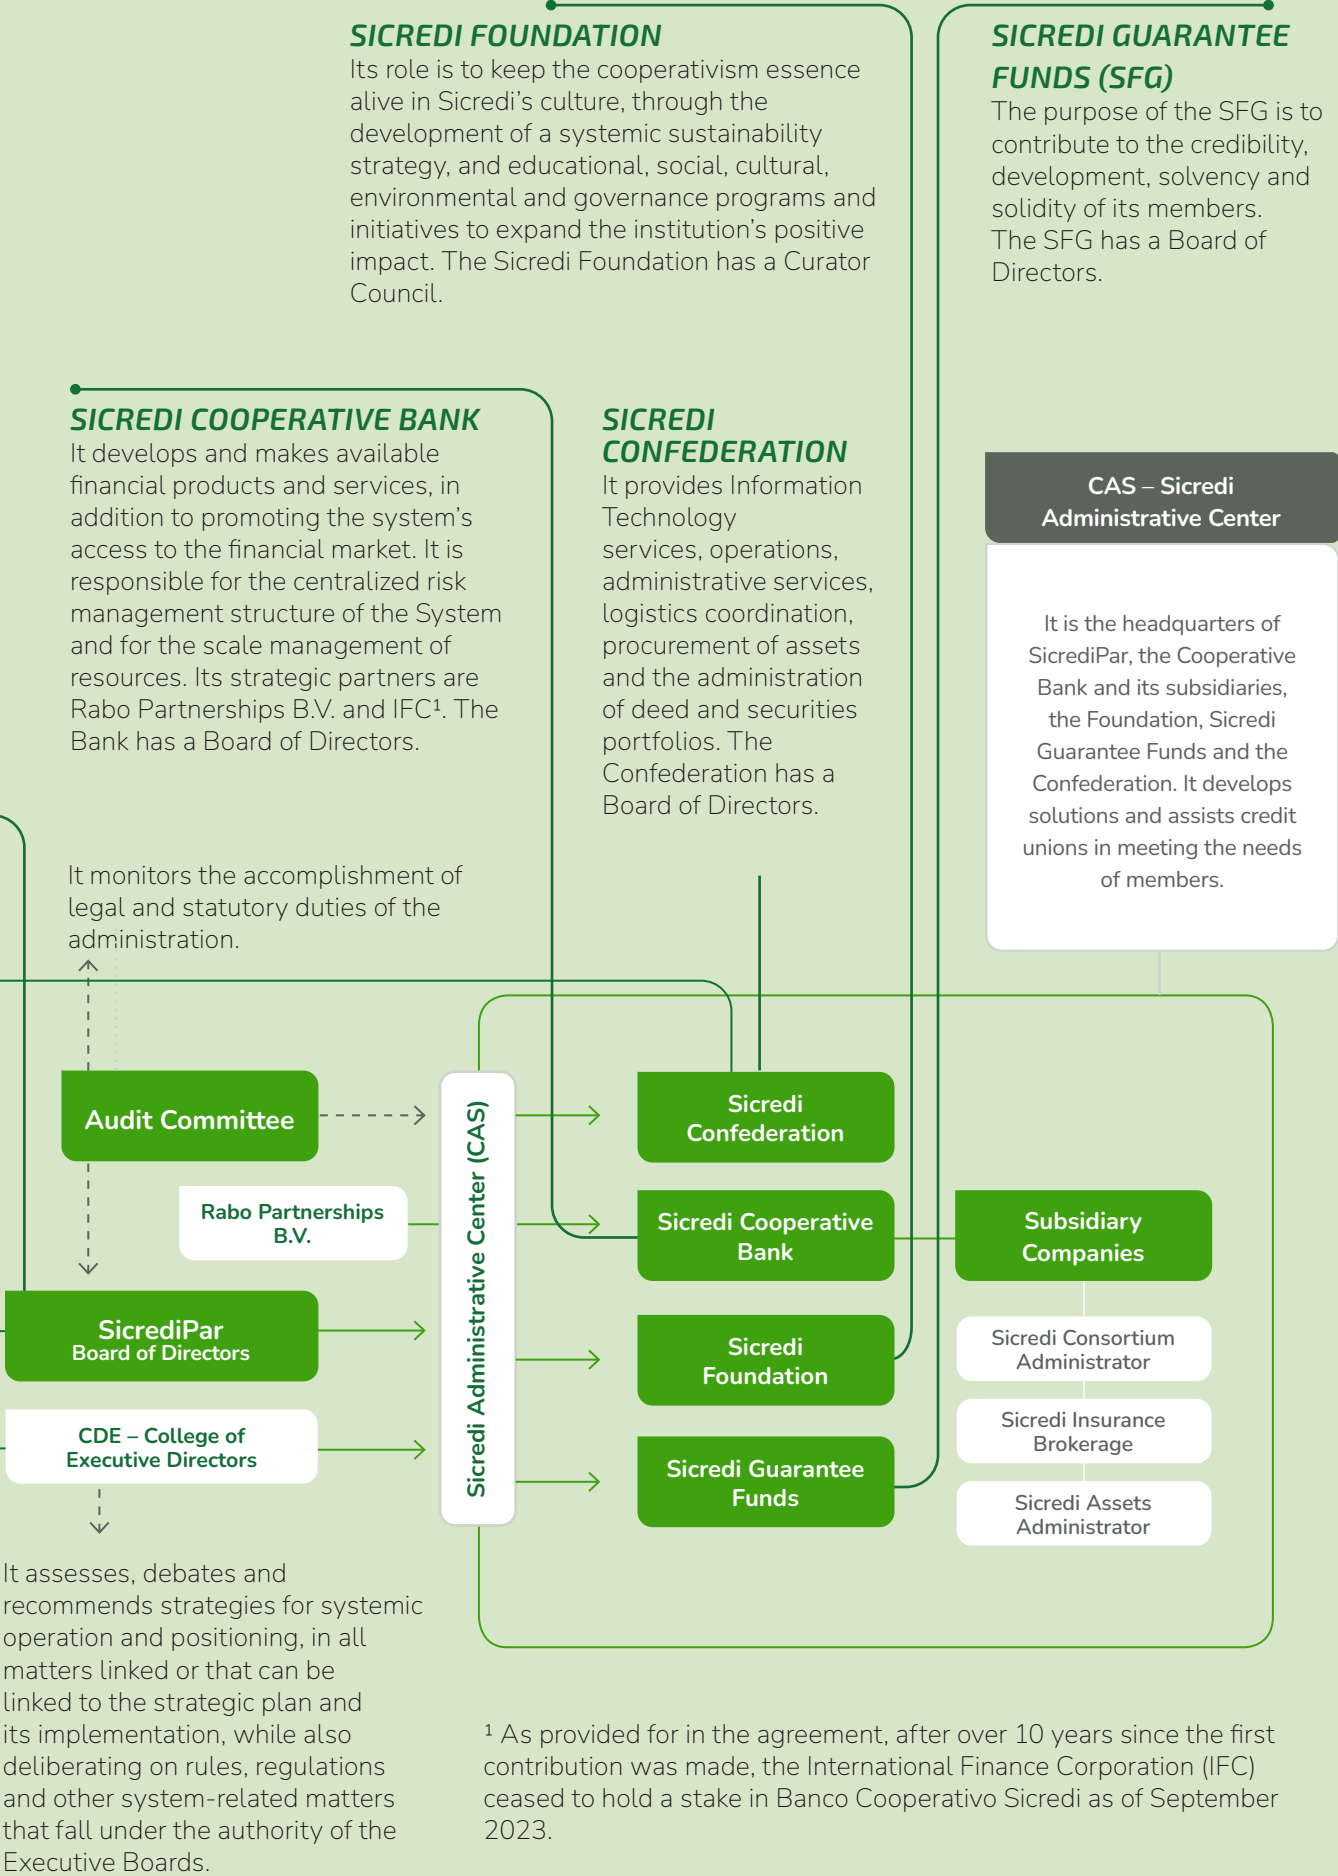 SICREDI FOUNDATION
Its role is to keep the cooperativism essence
alive in Sicredi’s culture, through the
development of a systemic sustainability
strategy, and educational, social, cultural,
environmental and governance programs and
initiatives to expand the institution’s positive
impact. The Sicredi Foundation has a Curator
Council.
SICREDI GUARANTEE
FUNDS (SFG)
The purpose of the SFG is to
contribute to the credibility,
development, solvency and
solidity of its members.
The SFG has a Board of
Directors.
SICREDI COOPERATIVE BANK
It develops and makes available
financial products and services, in
addition to promoting the system’s
access to the financial market. It is
responsible for the centralized risk
management structure of the System
and for the scale management of
resources. Its strategic partners are
Rabo Partnerships B.V. and IFC¹. The
Bank has a Board of Directors.
SICREDI
CONFEDERATION
It provides Information
Technology
services, operations,
administrative services,
logistics coordination,
procurement of assets
and the administration
of deed and securities
portfolios. The
Confederation has a
Board of Directors.
CAS – Sicredi
Administrative Center
It is the headquarters of
SicrediPar, the Cooperative
Bank and its subsidiaries,
the Foundation, Sicredi
Guarantee Funds and the
Confederation. It develops
solutions and assists credit
unions in meeting the needs
of members.
It monitors the accomplishment of
legal and statutory duties of the
administration.
Audit Committee
Rabo Partnerships
B.V.
SicrediPar
Board of Directors
CDE – College of
Executive Directors
Sicredi Administrative Center (CAS)
Sicredi
Confederation
Sicredi Cooperative
Bank
Sicredi
Foundation
Sicredi Guarantee
Funds
Subsidiary
Companies
Sicredi Consortium
Administrator
Sicredi Insurance
Brokerage
Sicredi Assets
Administrator
It assesses, debates and
recommends strategies for systemic
operation and positioning, in all
matters linked or that can be
linked to the strategic plan and
its implementation, while also
deliberating on rules, regulations
and other system-related matters
that fall under the authority of the
Executive Boards.
¹ As provided for in the agreement, after over 10 years since the first
contribution was made, the International Finance Corporation (IFC)
ceased to hold a stake in Banco Cooperativo Sicredi as of September
2023.